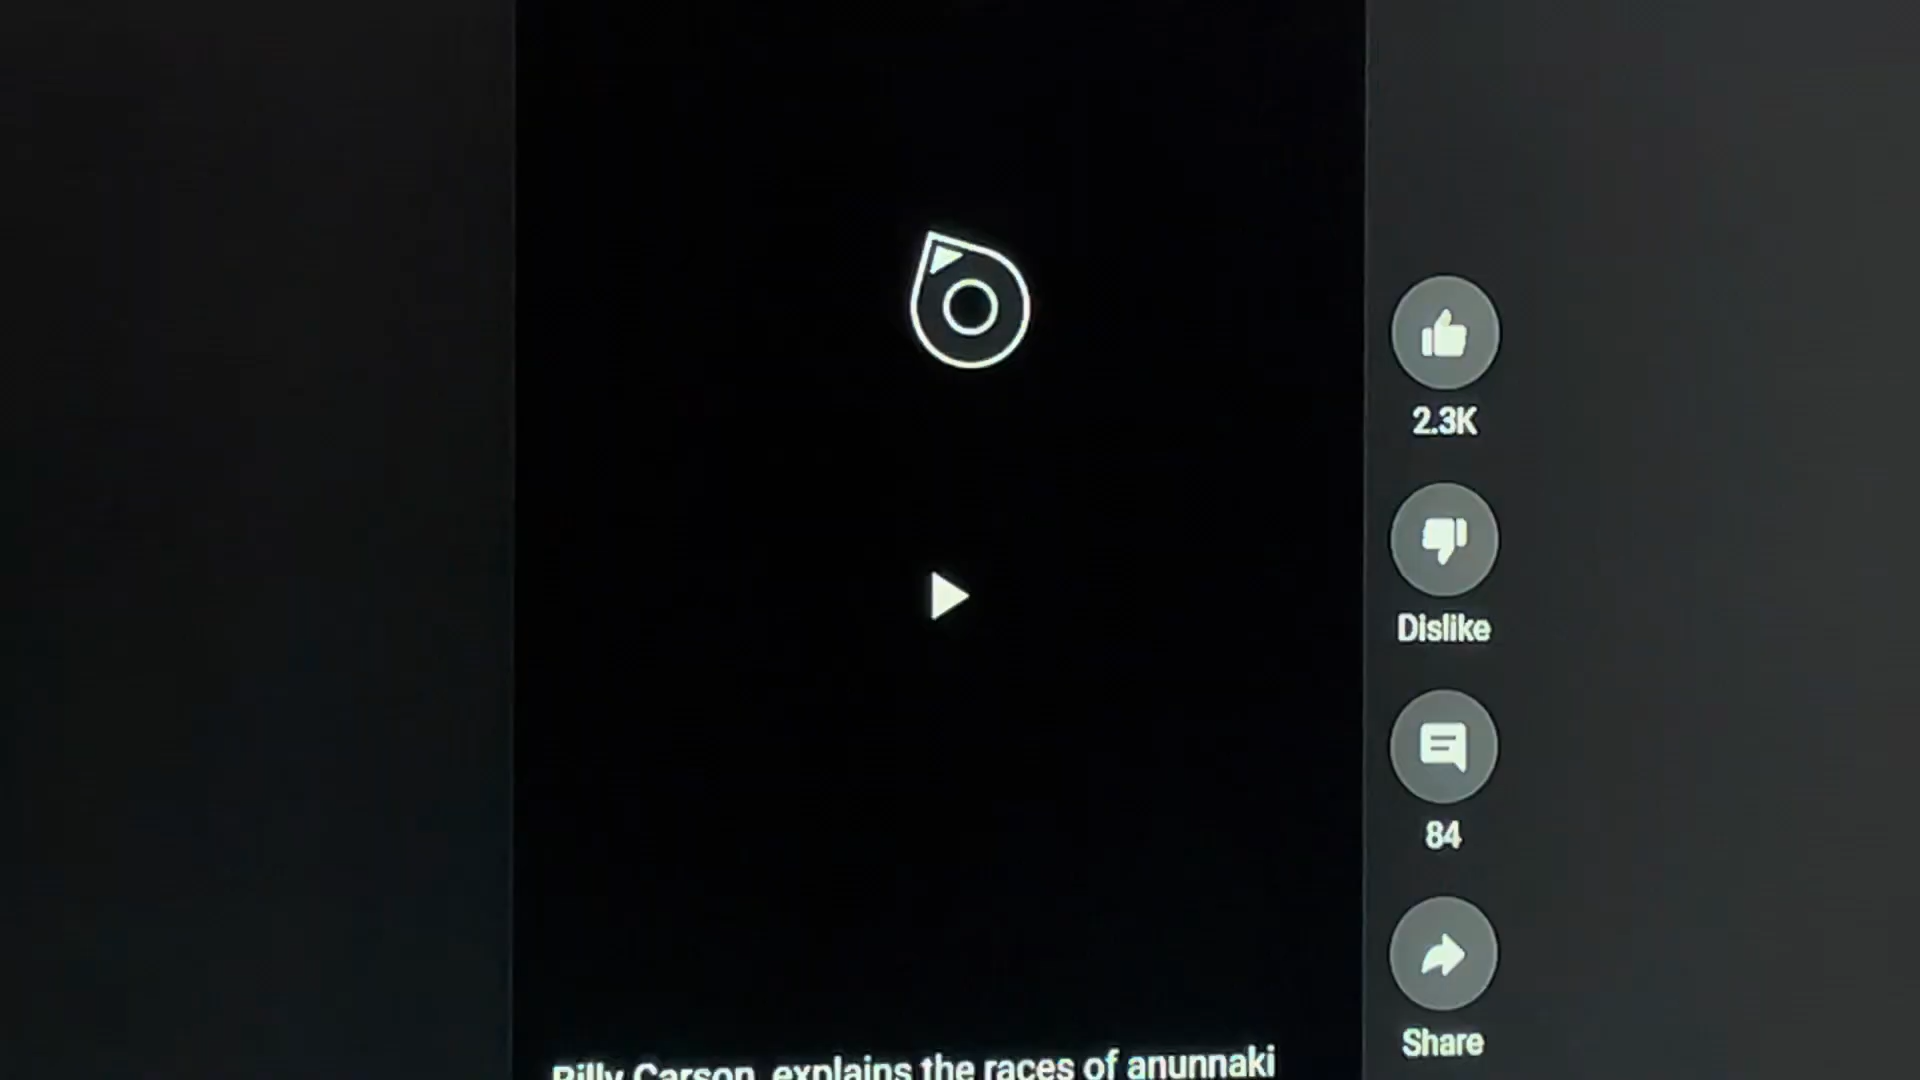 2.3K
Dislike
84
Share
Billy Carson explains the races of anunnaki